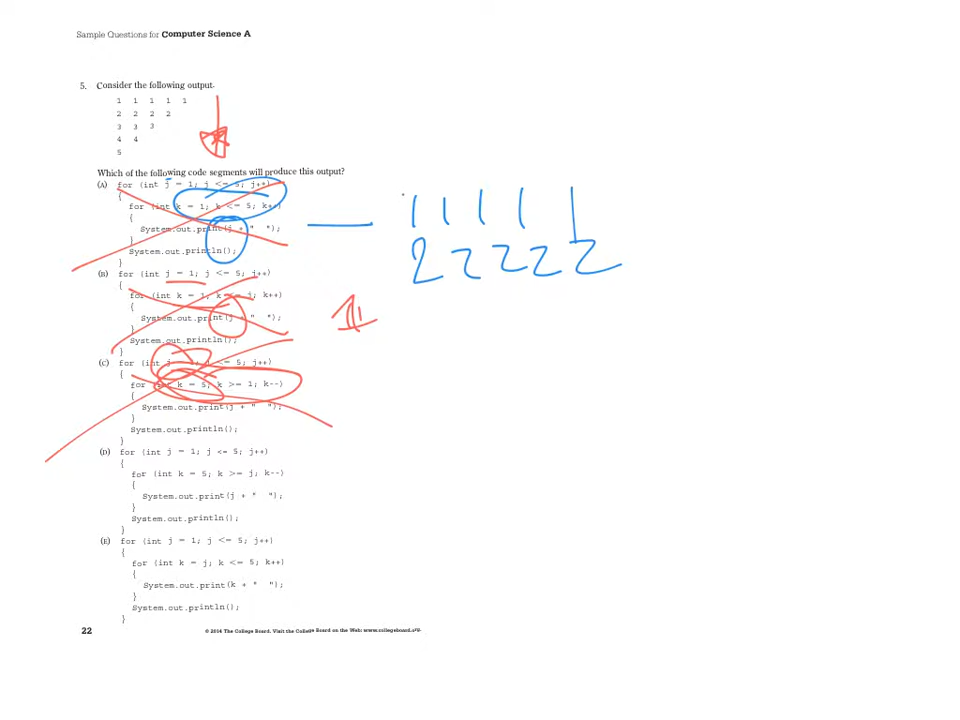 Sample Questions for Computer Science A
5. Consider the following output.
1 1 1 1 1
2 2 2 2
3 3 3
4 4
5
Which of the following code segments will produce this output?
(A) for (int j = 1; j <= 5; j++)
{
for (int k = 1; k <= 5; k++)
{
System.out.print(j + " ");
}
System.out.println();
}
(B) for (int j = 1; j <= 5; j++)
{
for (int k = 1; k <= j; k++)
{
System.out.print(j + " ");
}
System.out.println();
}
(C) for (int j = 1; j <= 5; j++)
{
for (int k = 5; k >= 1; k--)
{
System.out.print(j + " ");
}
System.out.println();
}
(D) for (int j = 1; j <= 5; j++)
{
for (int k = 5; k >= j; k--)
{
System.out.print(j + " ");
}
System.out.println();
}
(E) for (int j = 1; j <= 5; j++)
{
for (int k = j; k <= 5; k++)
{
System.out.print(k + " ");
}
System.out.println();
}
1 1 1 1 1
2 2 2 2 2
1
22
© 2014 The College Board. Visit the College Board on the Web: www.collegeboard.org.